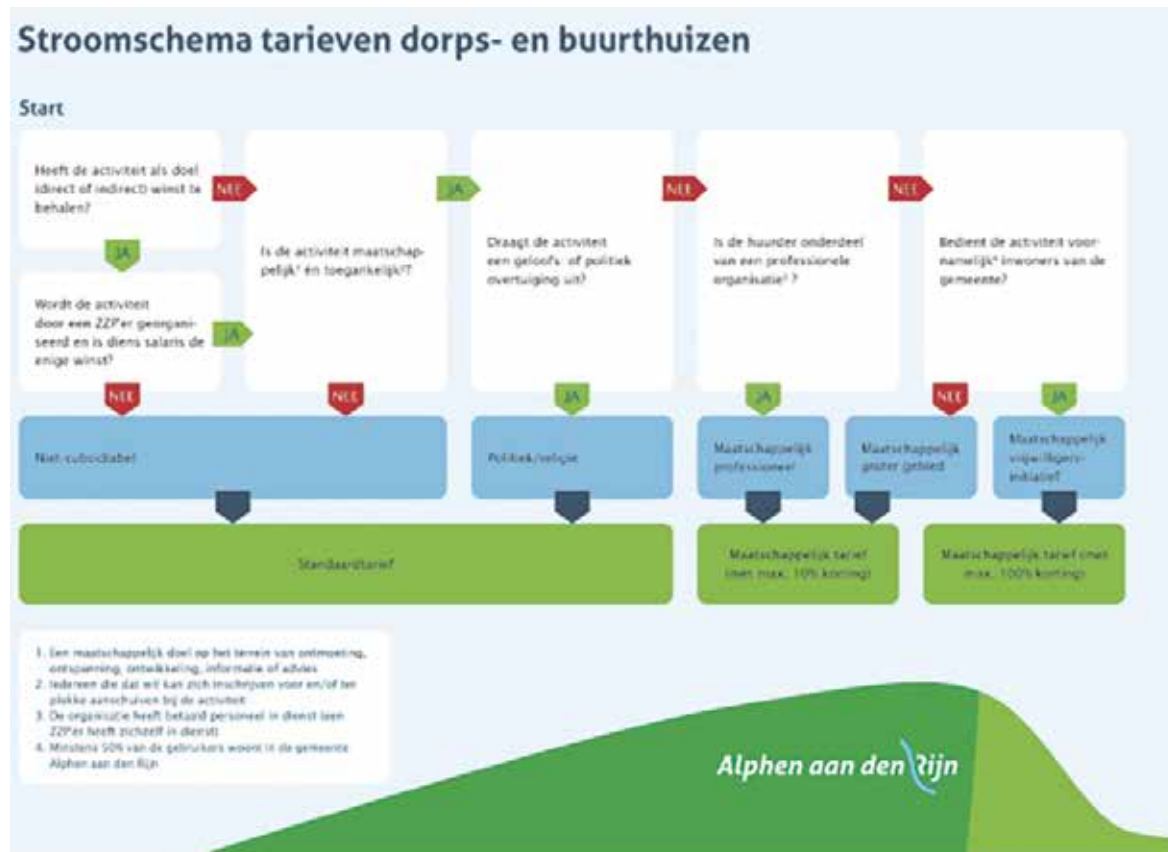 Stroomschema tarieven dorps- en buurthuizen
Start
Heeft de activiteit als doel
(direct of indirect) winst te
behalen?
NEE
JA
Wordt de activiteit
door een ZZP'er georgani-
seerd en is diens salaris de
enige winst?
JA
NEE
Is de activiteit maatschap-
pelijk¹ én toegankelijk²?
JA
NEE
Draagt de activiteit
een geloofs- of politiek
overtuiging uit?
NEE
JA
Is de huurder onderdeel
van een professionele
organisatie³ ?
NEE
JA
Bedient de activiteit voor-
namelijk⁴ inwoners van de
gemeente?
NEE
JA
Niet-subsidiabel
Politiek/religie
Maatschappelijk
professioneel
Maatschappelijk
groter gebied
Maatschappelijk
vrijwilligers-
initiatief
Standaardtarief
Maatschappelijk tarief
(met max. 10% korting)
Maatschappelijk tarief (met
max. 100% korting)
1. Een maatschappelijk doel op het terrein van ontmoeting,
ontspanning, ontwikkeling, informatie of advies
2. Iedereen die dat wil kan zich inschrijven voor en/of ter
plekke aanschuiven bij de activiteit
3. De organisatie heeft betaald personeel in dienst (een
ZZP'er heeft zichzelf in dienst)
4. Minstens 50% van de gebruikers woont in de gemeente
Alphen aan den Rijn
Alphen aan den Rijn